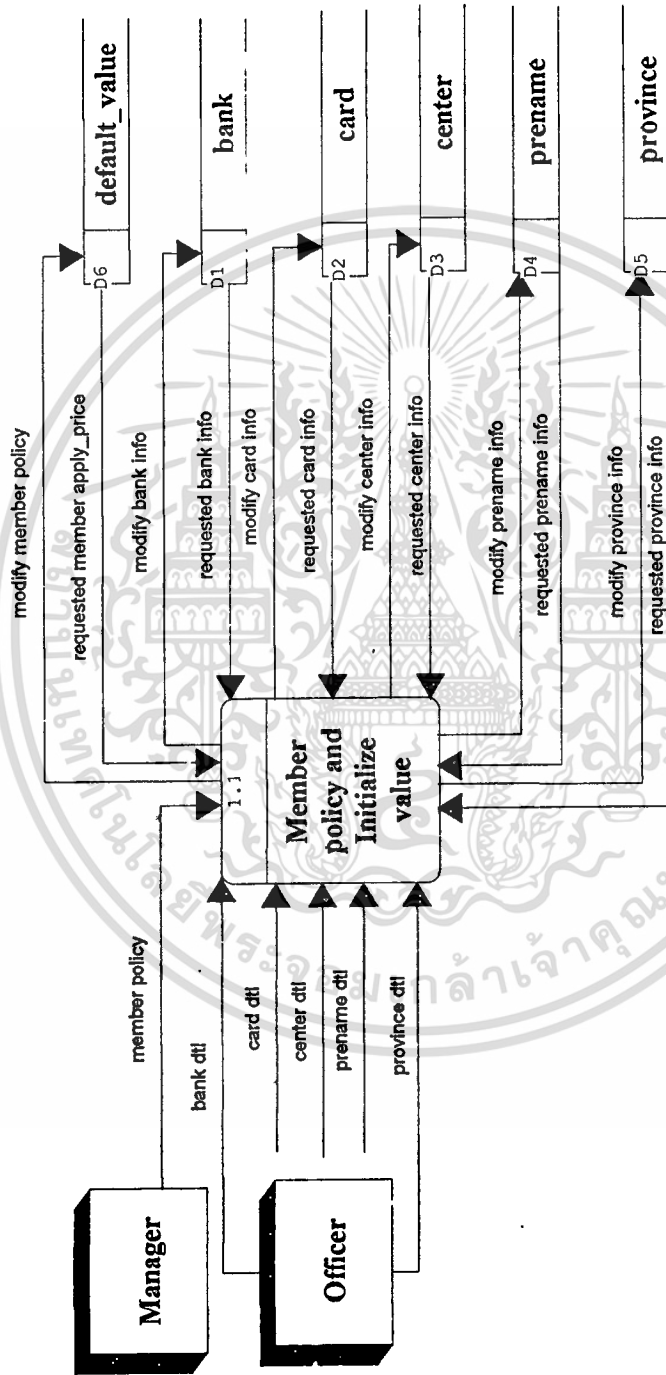 Manager
Officer
member policy
bank dtl
card dtl
center dtl
prename dtl
province dtl
1.1
Member
policy and
Initialize
value
modify member policy
requested member apply_price
modify bank info
requested bank info
modify card info
requested card info
modify center info
requested center info
modify prename info
requested prename info
modify province info
requested province info
D6
default_value
D1
bank
D2
card
D3
center
D4
prename
D5
province